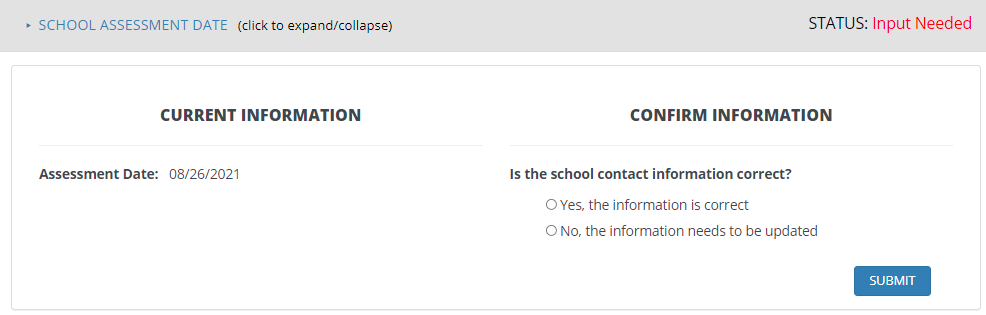 SCHOOL ASSESSMENT DATE (click to expand/collapse)
STATUS: Input Needed
CURRENT INFORMATION
Assessment Date: 08/26/2021
CONFIRM INFORMATION
Is the school contact information correct?
Yes, the information is correct
No, the information needs to be updated
SUBMIT